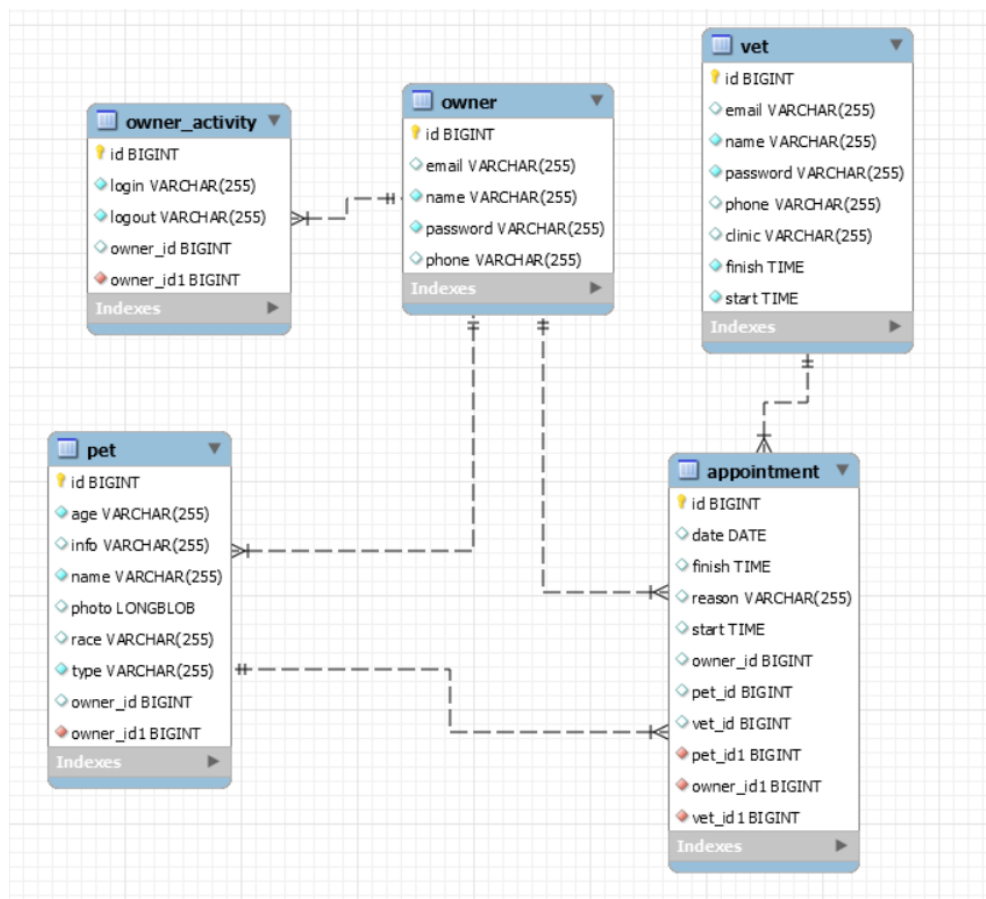 owner_activity
id BIGINT
login VARCHAR(255)
logout VARCHAR(255)
owner_id BIGINT
owner_id1 BIGINT
Indexes
owner
id BIGINT
email VARCHAR(255)
name VARCHAR(255)
password VARCHAR(255)
phone VARCHAR(255)
Indexes
vet
id BIGINT
email VARCHAR(255)
name VARCHAR(255)
password VARCHAR(255)
phone VARCHAR(255)
clinic VARCHAR(255)
finish TIME
start TIME
Indexes
pet
id BIGINT
age VARCHAR(255)
info VARCHAR(255)
name VARCHAR(255)
photo LONGBLOB
race VARCHAR(255)
type VARCHAR(255)
owner_id BIGINT
owner_id1 BIGINT
Indexes
appointment
id BIGINT
date DATE
finish TIME
reason VARCHAR(255)
start TIME
owner_id BIGINT
pet_id BIGINT
vet_id BIGINT
pet_id1 BIGINT
owner_id1 BIGINT
vet_id1 BIGINT
Indexes